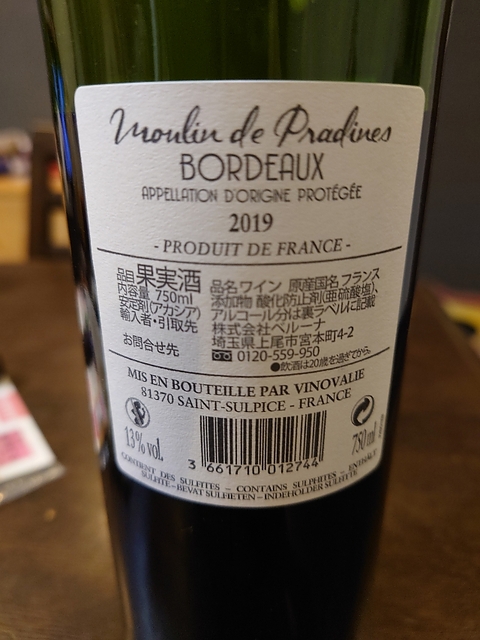 Moulin de Pradines
BORDEAUX
APPELLATION D'ORIGINE PROTÉGÉE
2019
- PRODUIT DE FRANCE -
品目 果実酒 品名 ワイン 原産国名 フランス
内容量 750ml 添加物 酸化防止剤(亜硫酸塩)、
安定剤(アカシア) アルコール分は裏ラベルに記載
輸入者・引取先 株式会社ベルーナ
埼玉県上尾市宮本町4-2
お問合せ先 0120-559-950
●飲酒は20歳を過ぎてから。
MIS EN BOUTEILLE PAR VINOVALIE
81370 SAINT-SULPICE - FRANCE
13% vol. 750 ml
3 661710 012744
CONTIENT DES SULFITES - CONTAINS SULPHITES - ENTHÄLT
SULFITE - BEVAT SULFIETEN - INDEHOLDER SULFITTER